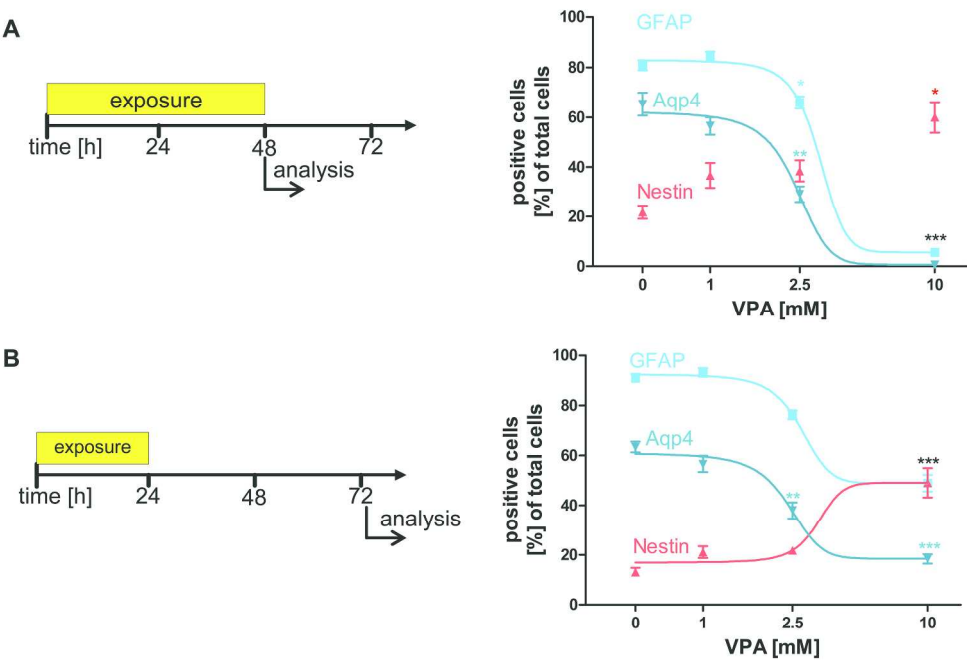 A
exposure
time [h] 24 48 72
analysis
positive cells
[%] of total cells
100
80
60
40
20
0
GFAP
*
Aqp4
*
**
Nestin
***
0 1 2.5 10
VPA [mM]
B
exposure
time [h] 24 48 72
analysis
positive cells
[%] of total cells
100
80
60
40
20
0
GFAP
Aqp4
***
**
Nestin
***
0 1 2.5 10
VPA [mM]